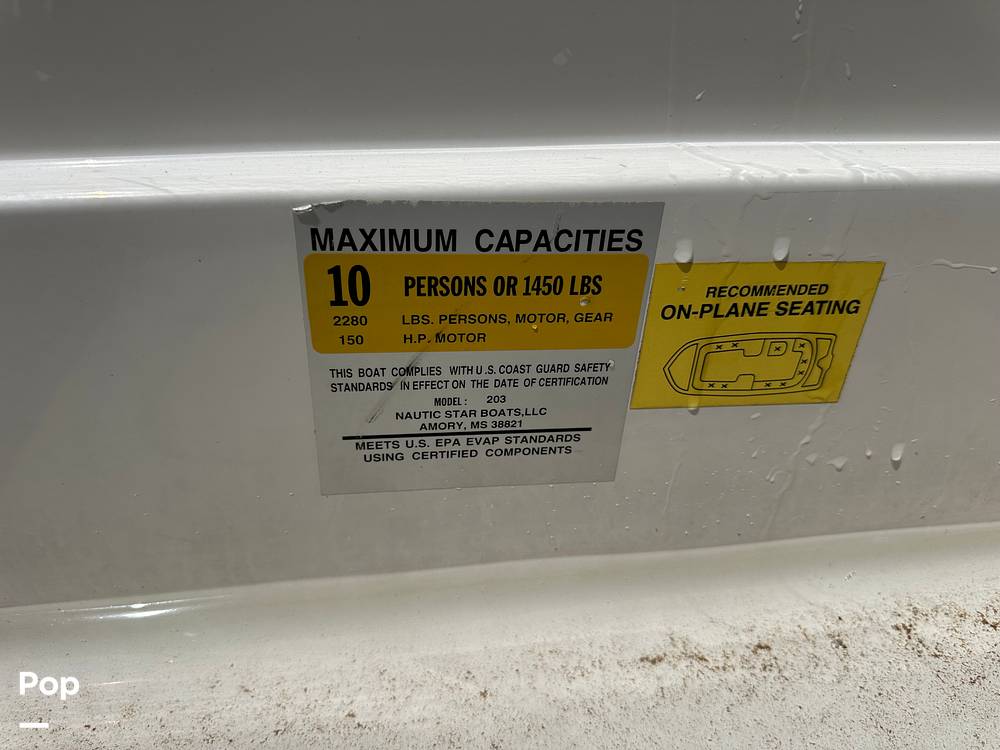 MAXIMUM CAPACITIES
10 PERSONS OR 1450 LBS
2280 LBS. PERSONS, MOTOR, GEAR
150 H.P. MOTOR
THIS BOAT COMPLIES WITH U.S. COAST GUARD SAFETY
STANDARDS IN EFFECT ON THE DATE OF CERTIFICATION
MODEL: 203
NAUTIC STAR BOATS,LLC
AMORY, MS 38821
MEETS U.S. EPA EVAP STANDARDS
USING CERTIFIED COMPONENTS
RECOMMENDED
ON-PLANE SEATING
Pop